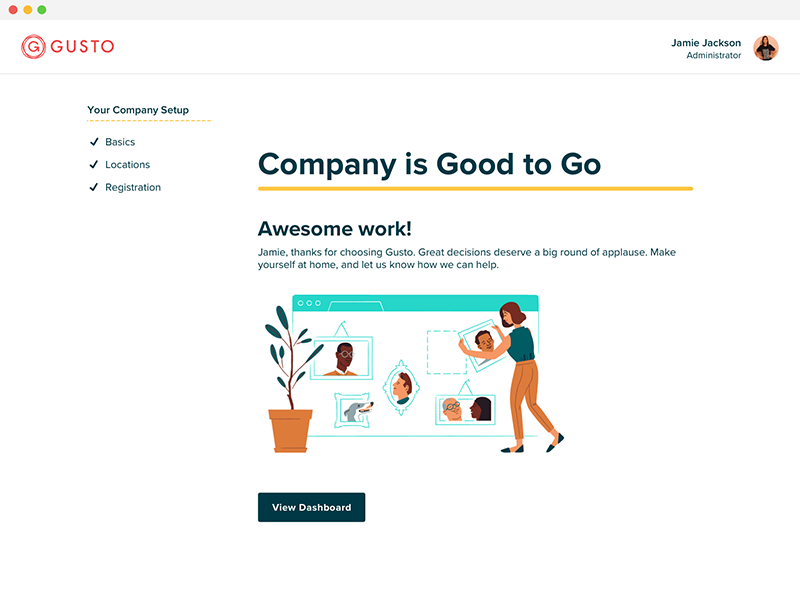 GUSTO
Jamie Jackson
Administrator
Your Company Setup
Basics
Locations
Registration
Company is Good to Go
Awesome work!
Jamie, thanks for choosing Gusto. Great decisions deserve a big round of applause. Make
yourself at home, and let us know how we can help.
View Dashboard